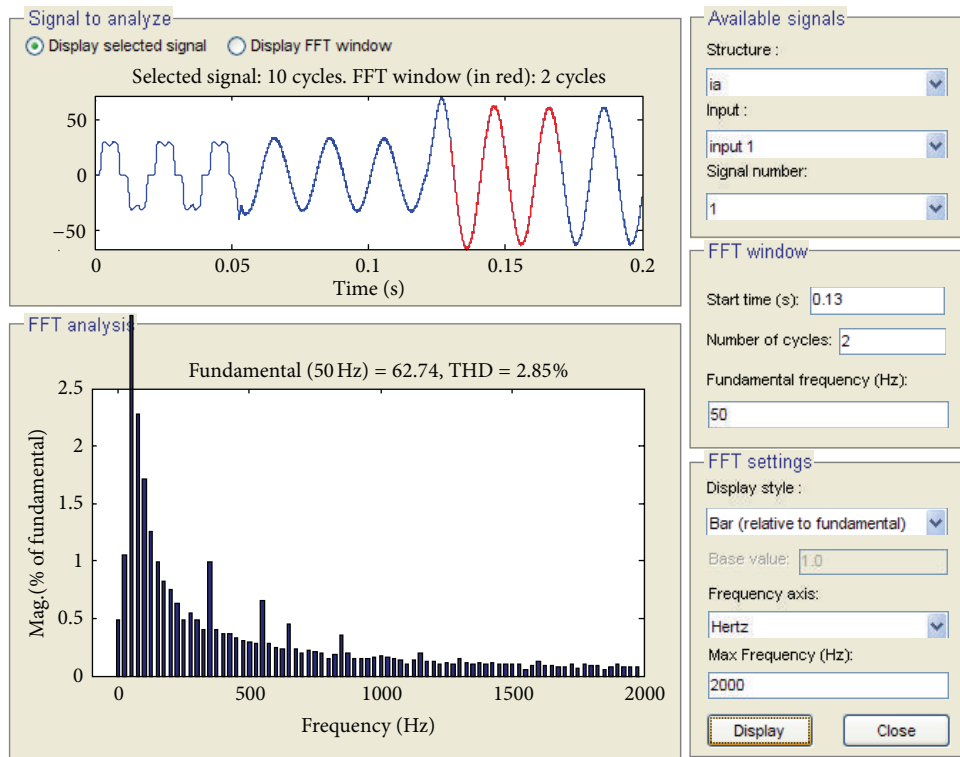 Signal to analyze
Display selected signal Display FFT window
Selected signal: 10 cycles. FFT window (in red): 2 cycles
50
0
−50
0 0.05 0.1 0.15 0.2
Time (s)
FFT analysis
Fundamental (50 Hz) = 62.74, THD = 2.85%
Mag.(% of fundamental)
2.5
2
1.5
1
0.5
0
0 500 1000 1500 2000
Frequency (Hz)
Available signals
Structure :
ia
Input :
input 1
Signal number:
1
FFT window
Start time (s): 0.13
Number of cycles: 2
Fundamental frequency (Hz):
50
FFT settings
Display style :
Bar (relative to fundamental)
Base value: 1.0
Frequency axis:
Hertz
Max Frequency (Hz):
2000
Display Close